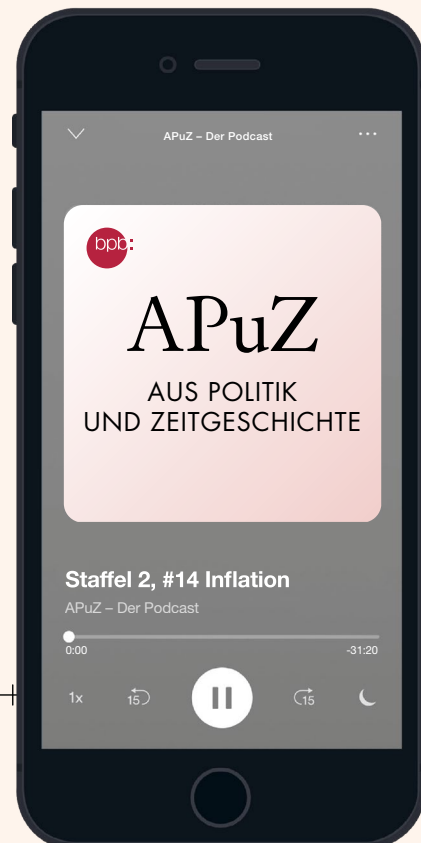 APuZ – Der Podcast
bpb:
APuZ
AUS POLITIK
UND ZEITGESCHICHTE
Staffel 2, #14 Inflation
APuZ – Der Podcast
0:00 -31:20
1x 15 15